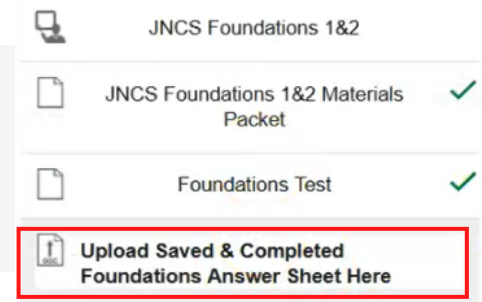 JNCS Foundations 1&2
JNCS Foundations 1&2 Materials
Packet
Foundations Test
DOC
Upload Saved & Completed
Foundations Answer Sheet Here